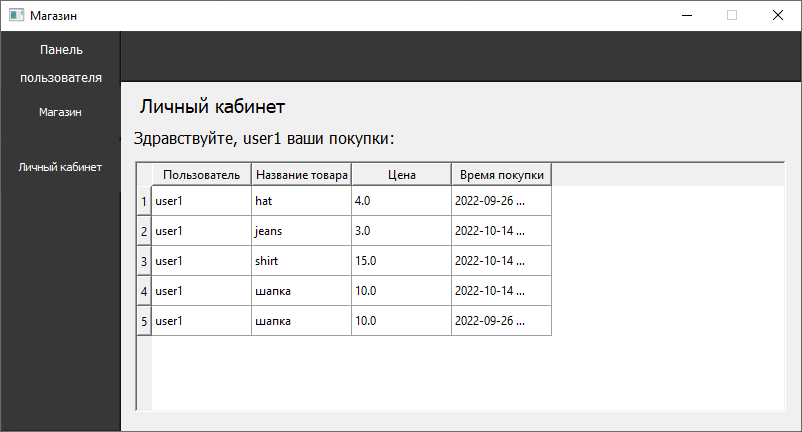 Магазин
Панель
пользователя
Магазин
Личный кабинет
Личный кабинет
Здравствуйте, user1 ваши покупки:
Пользователь Название товара Цена Время покупки
1 user1 hat 4.0 2022-09-26 ...
2 user1 jeans 3.0 2022-10-14 ...
3 user1 shirt 15.0 2022-10-14 ...
4 user1 шапка 10.0 2022-10-14 ...
5 user1 шапка 10.0 2022-09-26 ...